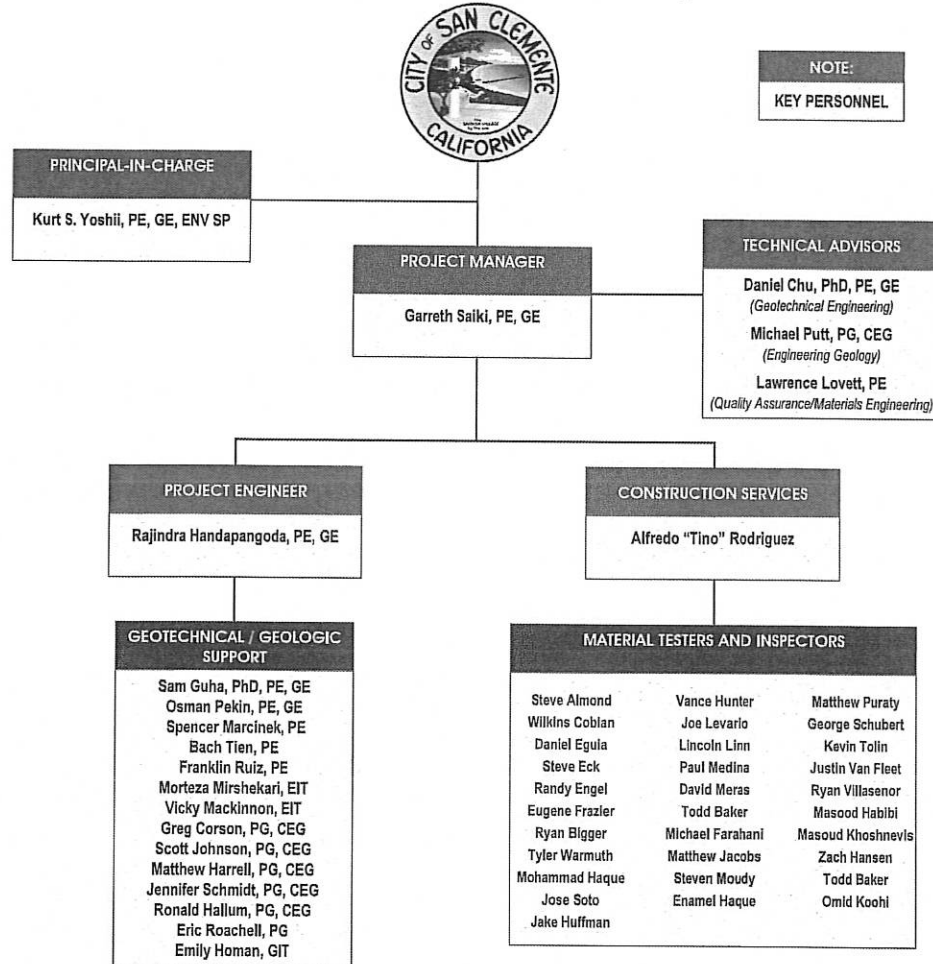 CITY OF SAN CLEMENTE
CALIFORNIA
NOTE:
KEY PERSONNEL
PRINCIPAL-IN-CHARGE
Kurt S. Yoshii, PE, GE, ENV SP
PROJECT MANAGER
Garreth Saiki, PE, GE
TECHNICAL ADVISORS
Daniel Chu, PhD, PE, GE
(Geotechnical Engineering)
Michael Putt, PG, CEG
(Engineering Geology)
Lawrence Lovett, PE
(Quality Assurance/Materials Engineering)
PROJECT ENGINEER
Rajindra Handapangoda, PE, GE
CONSTRUCTION SERVICES
Alfredo "Tino" Rodriguez
GEOTECHNICAL / GEOLOGIC
SUPPORT
Sam Guha, PhD, PE, GE
Osman Pekin, PE, GE
Spencer Marcinek, PE
Bach Tien, PE
Franklin Ruiz, PE
Morteza Mirshekari, EIT
Vicky Mackinnon, EIT
Greg Corson, PG, CEG
Scott Johnson, PG, CEG
Matthew Harrell, PG, CEG
Jennifer Schmidt, PG, CEG
Ronald Hallum, PG, CEG
Eric Roachell, PG
Emily Homan, GIT
MATERIAL TESTERS AND INSPECTORS
Steve Almond
Wilkins Cobian
Daniel Eguia
Steve Eck
Randy Engel
Eugene Frazier
Ryan Bigger
Tyler Warmuth
Mohammad Haque
Jose Soto
Jake Huffman
Vance Hunter
Joe Levario
Lincoln Linn
Paul Medina
David Meras
Todd Baker
Michael Farahani
Matthew Jacobs
Steven Moudy
Enamel Haque
Matthew Puraty
George Schubert
Kevin Tolin
Justin Van Fleet
Ryan Villasenor
Masood Habibi
Masoud Khoshnevis
Zach Hansen
Todd Baker
Omid Koohi